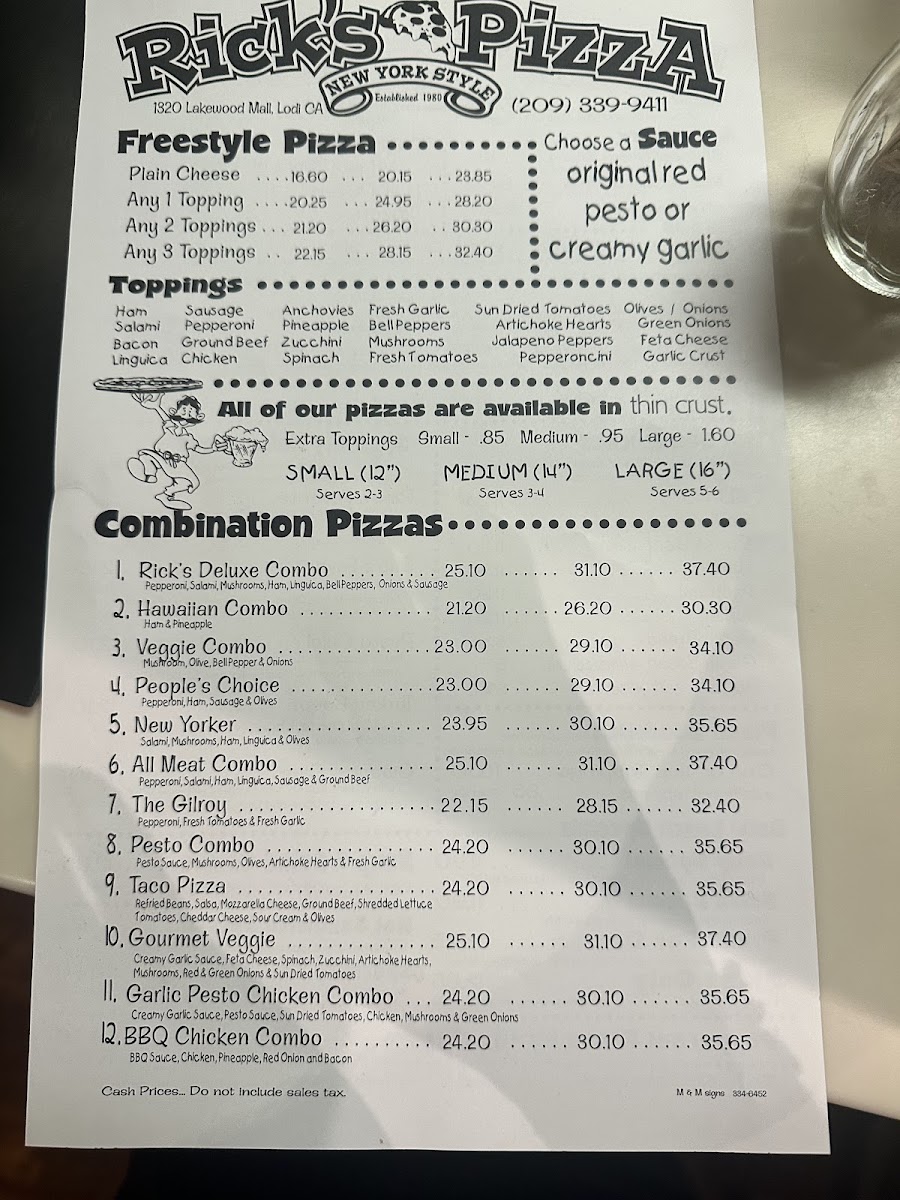 Rick's Pizza
NEW YORK STYLE
Established 1980
1320 Lakewood Mall, Lodi CA
(209) 339-9411
Freestyle Pizza
Plain Cheese ....16.60 ... 20.15 ...23.85
Any 1 Topping ....20.25 ... 24.95 ...28.20
Any 2 Toppings... 21.20 ...26.20 .. 30.30
Any 3 Toppings .. 22.15 ... 28.15 ...32.40
Choose a Sauce
original red
pesto or
creamy garlic
Toppings
Ham Sausage Anchovies Fresh Garlic Sun Dried Tomatoes Olives / Onions
Salami Pepperoni Pineapple Bell Peppers Artichoke Hearts Green Onions
Bacon Ground Beef Zucchini Mushrooms Jalapeno Peppers Feta Cheese
Linguica Chicken Spinach Fresh Tomatoes Pepperoncini Garlic Crust
All of our pizzas are available in thin crust.
Extra Toppings Small - .85 Medium - .95 Large - 1.60
SMALL (12") MEDIUM (14") LARGE (16")
Serves 2-3 Serves 3-4 Serves 5-6
Combination Pizzas
1. Rick's Deluxe Combo .......... 25.10 ...... 31.10 ...... 37.40
Pepperoni, Salami, Mushrooms, Ham, Linguica, Bell Peppers, Onions & Sausage
2. Hawaiian Combo .............. 21.20 ...... 26.20 ...... 30.30
Ham & Pineapple
3. Veggie Combo ................23.00 ...... 29.10 ...... 34.10
Mushroom, Olive, Bell Pepper & Onions
4. People's Choice ...............23.00 ...... 29.10 ...... 34.10
Pepperoni, Ham, Sausage & Olives
5. New Yorker ................... 23.95 ...... 30.10 ...... 35.65
Salami, Mushrooms, Ham, Linguica & Olives
6. All Meat Combo ............... 25.10 ...... 31.10 ...... 37.40
Pepperoni, Salami, Ham, Linguica, Sausage & Ground Beef
7. The Gilroy ....................22.15 ...... 28.15 ...... 32.40
Pepperoni, Fresh Tomatoes & Fresh Garlic
8. Pesto Combo ................. 24.20 ...... 30.10 ...... 35.65
Pesto Sauce, Mushrooms, Olives, Artichoke Hearts & Fresh Garlic
9. Taco Pizza .................... 24.20 ...... 30.10 ...... 35.65
Refried Beans, Salsa, Mozzarella Cheese, Ground Beef, Shredded Lettuce
Tomatoes, Cheddar Cheese, Sour Cream & Olives
10. Gourmet Veggie .............. 25.10 ...... 31.10 ...... 37.40
Creamy Garlic Sauce, Feta Cheese, Spinach, Zucchini, Artichoke Hearts,
Mushrooms, Red & Green Onions & Sun Dried Tomatoes
11. Garlic Pesto Chicken Combo ... 24.20 ...... 30.10 ...... 35.65
Creamy Garlic Sauce, Pesto Sauce, Sun Dried Tomatoes, Chicken, Mushrooms & Green Onions
12. BBQ Chicken Combo .......... 24.20 ...... 30.10 ...... 35.65
BBQ Sauce, Chicken, Pineapple, Red Onion and Bacon
Cash Prices... Do not include sales tax.
M & M signs 334-6452